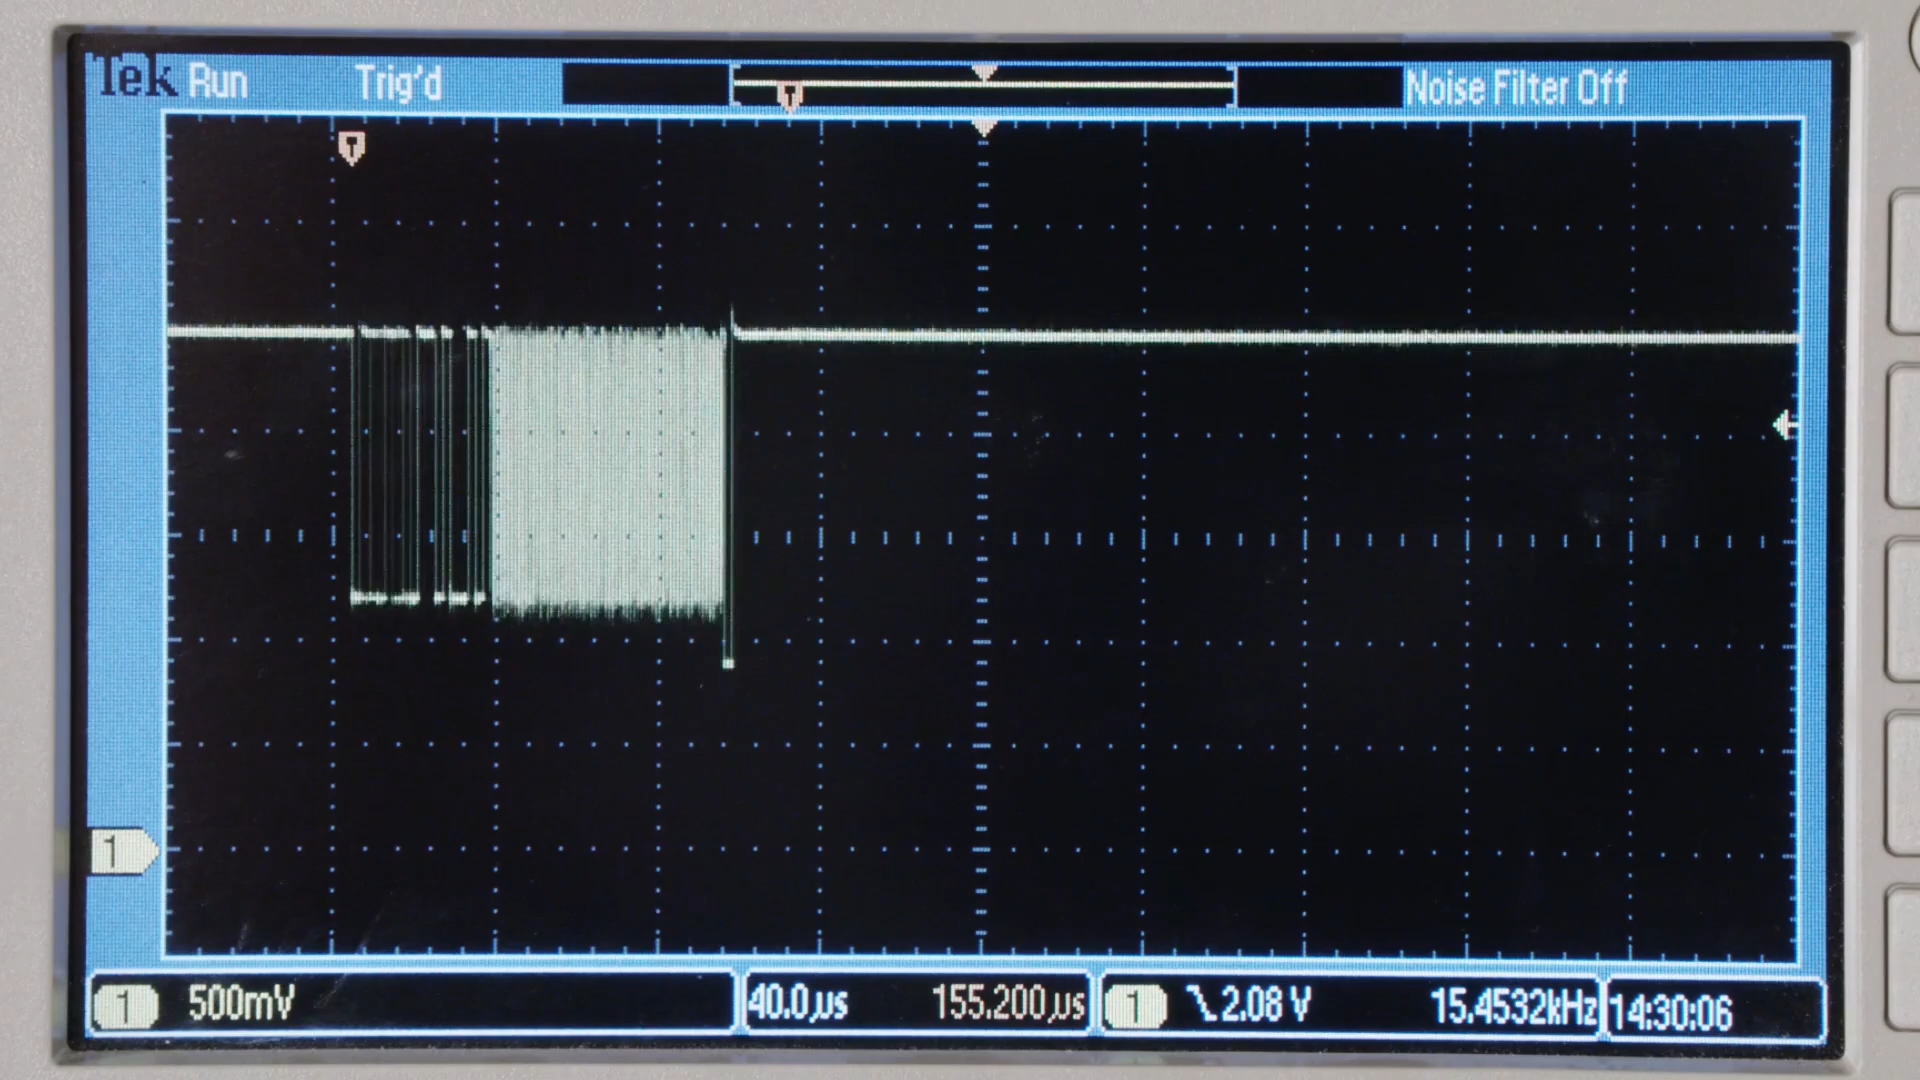 Tek Run Trig'd Noise Filter Off
T
T
1
1 500mV 40.0µs 155.200µs 1 2.08 V 15.4532kHz 14:30:06